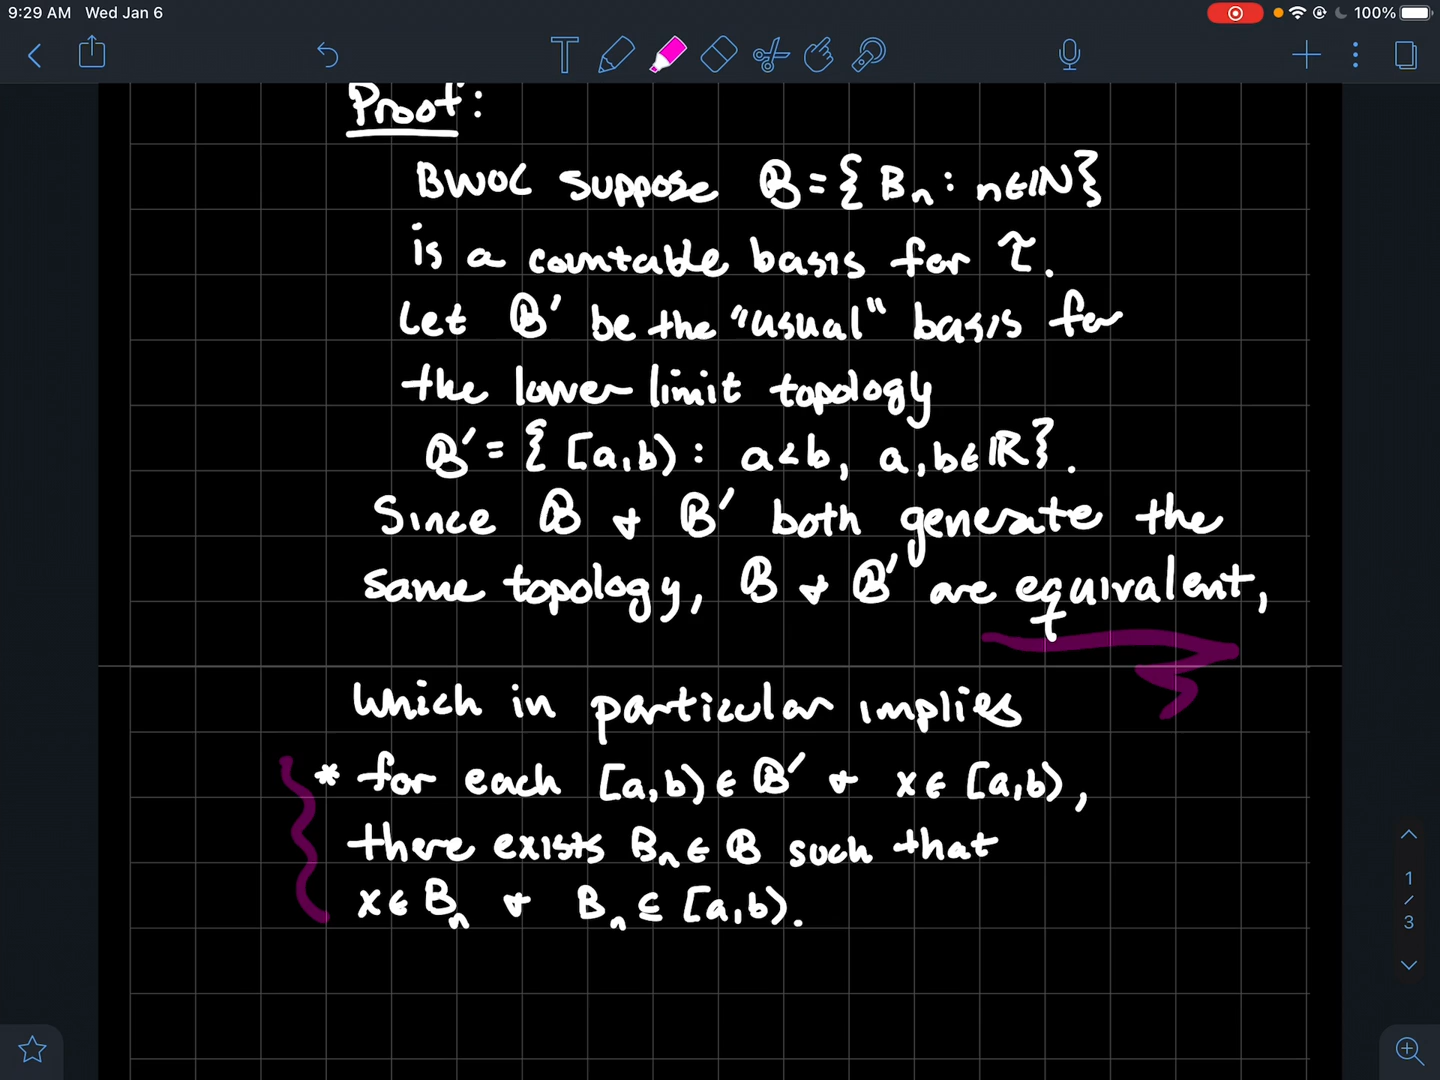 9:29 AM Wed Jan 6
100%
Proof:
BWOC suppose ℬ = { Bn : n∈ℕ}
is a countable basis for τ.
Let ℬ' be the "usual" basis for
the lower limit topology
ℬ' = { [a,b) : a<b, a,b∈ℝ}.
Since ℬ & ℬ' both generate the
same topology, ℬ & ℬ' are equivalent,
which in particular implies
* for each [a,b) ∈ ℬ' & x ∈ [a,b),
there exists Bn ∈ ℬ such that
x ∈ Bn & Bn ⊆ [a,b).
1
/
3